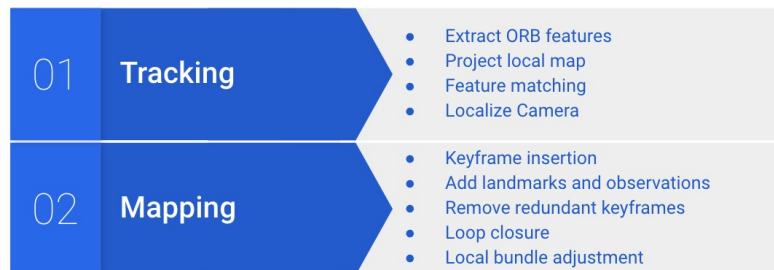 01
Tracking
● Extract ORB features
● Project local map
● Feature matching
● Localize Camera
02
Mapping
● Keyframe insertion
● Add landmarks and observations
● Remove redundant keyframes
● Loop closure
● Local bundle adjustment